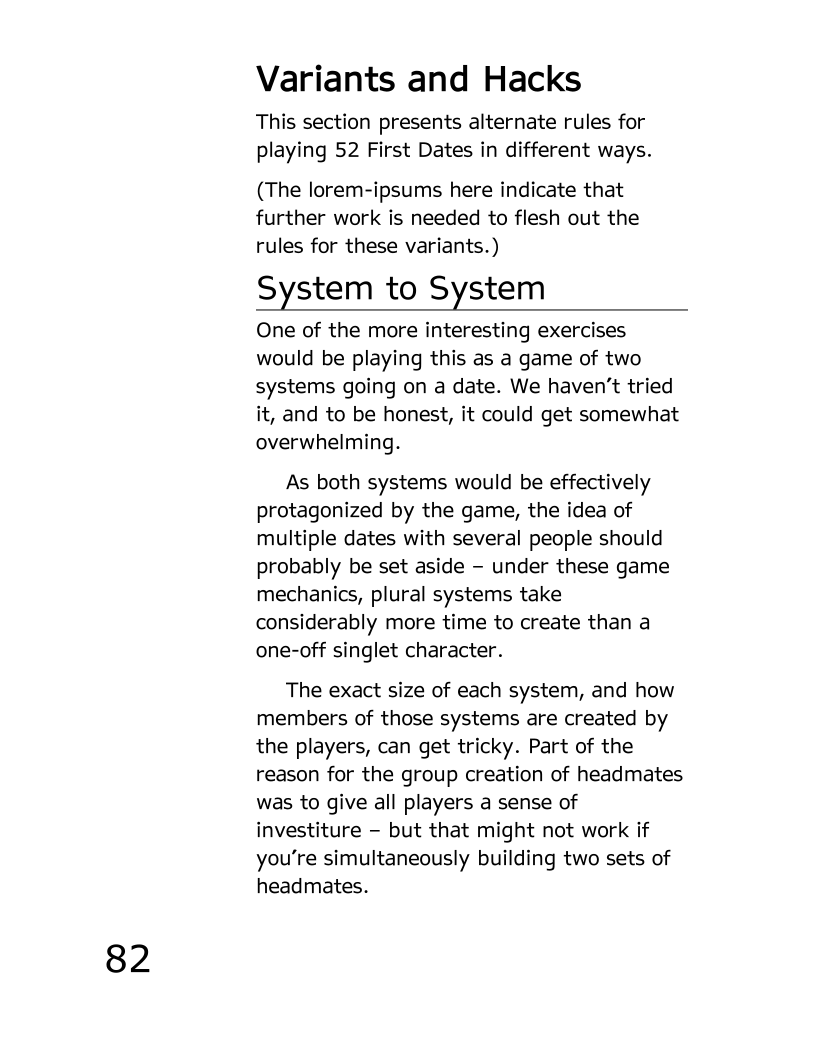 Variants and Hacks
This section presents alternate rules for
playing 52 First Dates in different ways.
(The lorem-ipsums here indicate that
further work is needed to flesh out the
rules for these variants.)
System to System
One of the more interesting exercises
would be playing this as a game of two
systems going on a date. We haven’t tried
it, and to be honest, it could get somewhat
overwhelming.
As both systems would be effectively
protagonized by the game, the idea of
multiple dates with several people should
probably be set aside – under these game
mechanics, plural systems take
considerably more time to create than a
one-off singlet character.
The exact size of each system, and how
members of those systems are created by
the players, can get tricky. Part of the
reason for the group creation of headmates
was to give all players a sense of
investiture – but that might not work if
you’re simultaneously building two sets of
headmates.
82